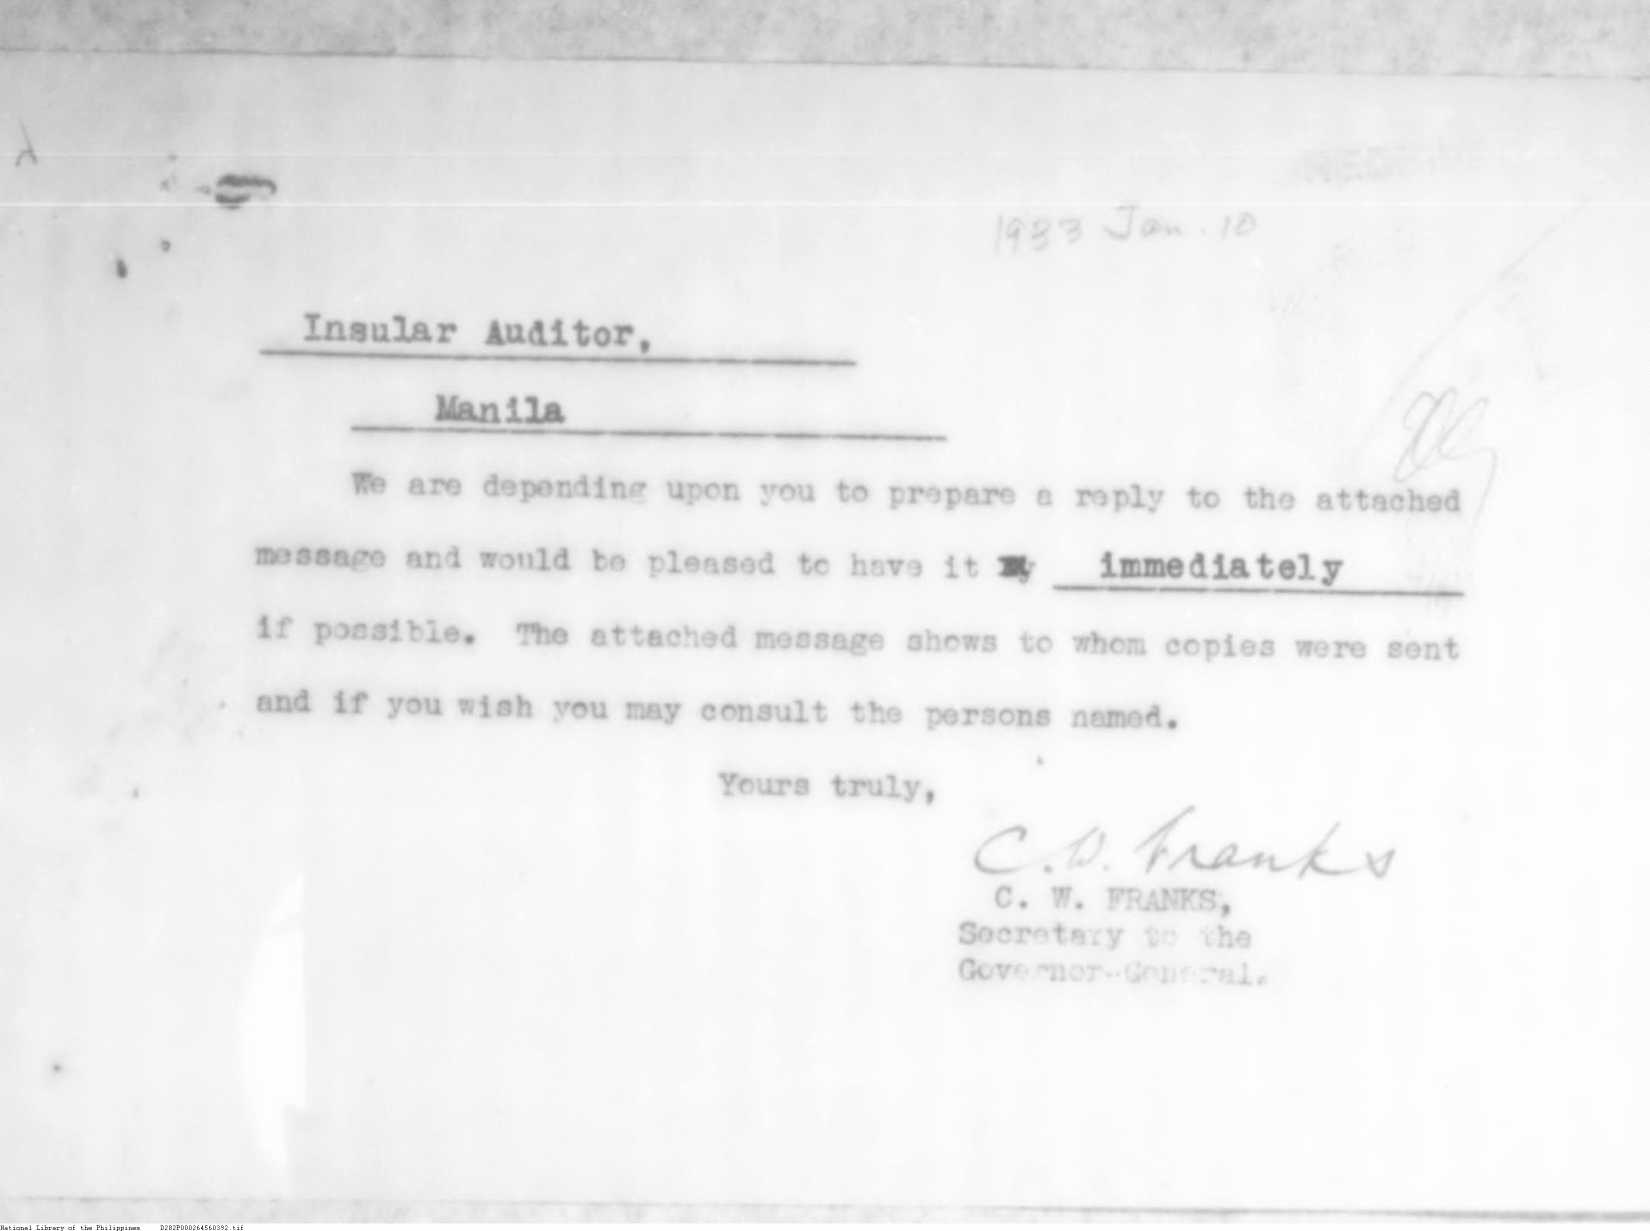 1933 Jan. 10
Insular Auditor,
Manila
We are depending upon you to prepare a reply to the attached
message and would be pleased to have it immediately
if possible. The attached message shows to whom copies were sent
and if you wish you may consult the persons named.
Yours truly,
C. W. Franks
C. W. FRANKS,
Secretary to the
Governor-General.
National Library of the Philippines D282P000264560392.tif